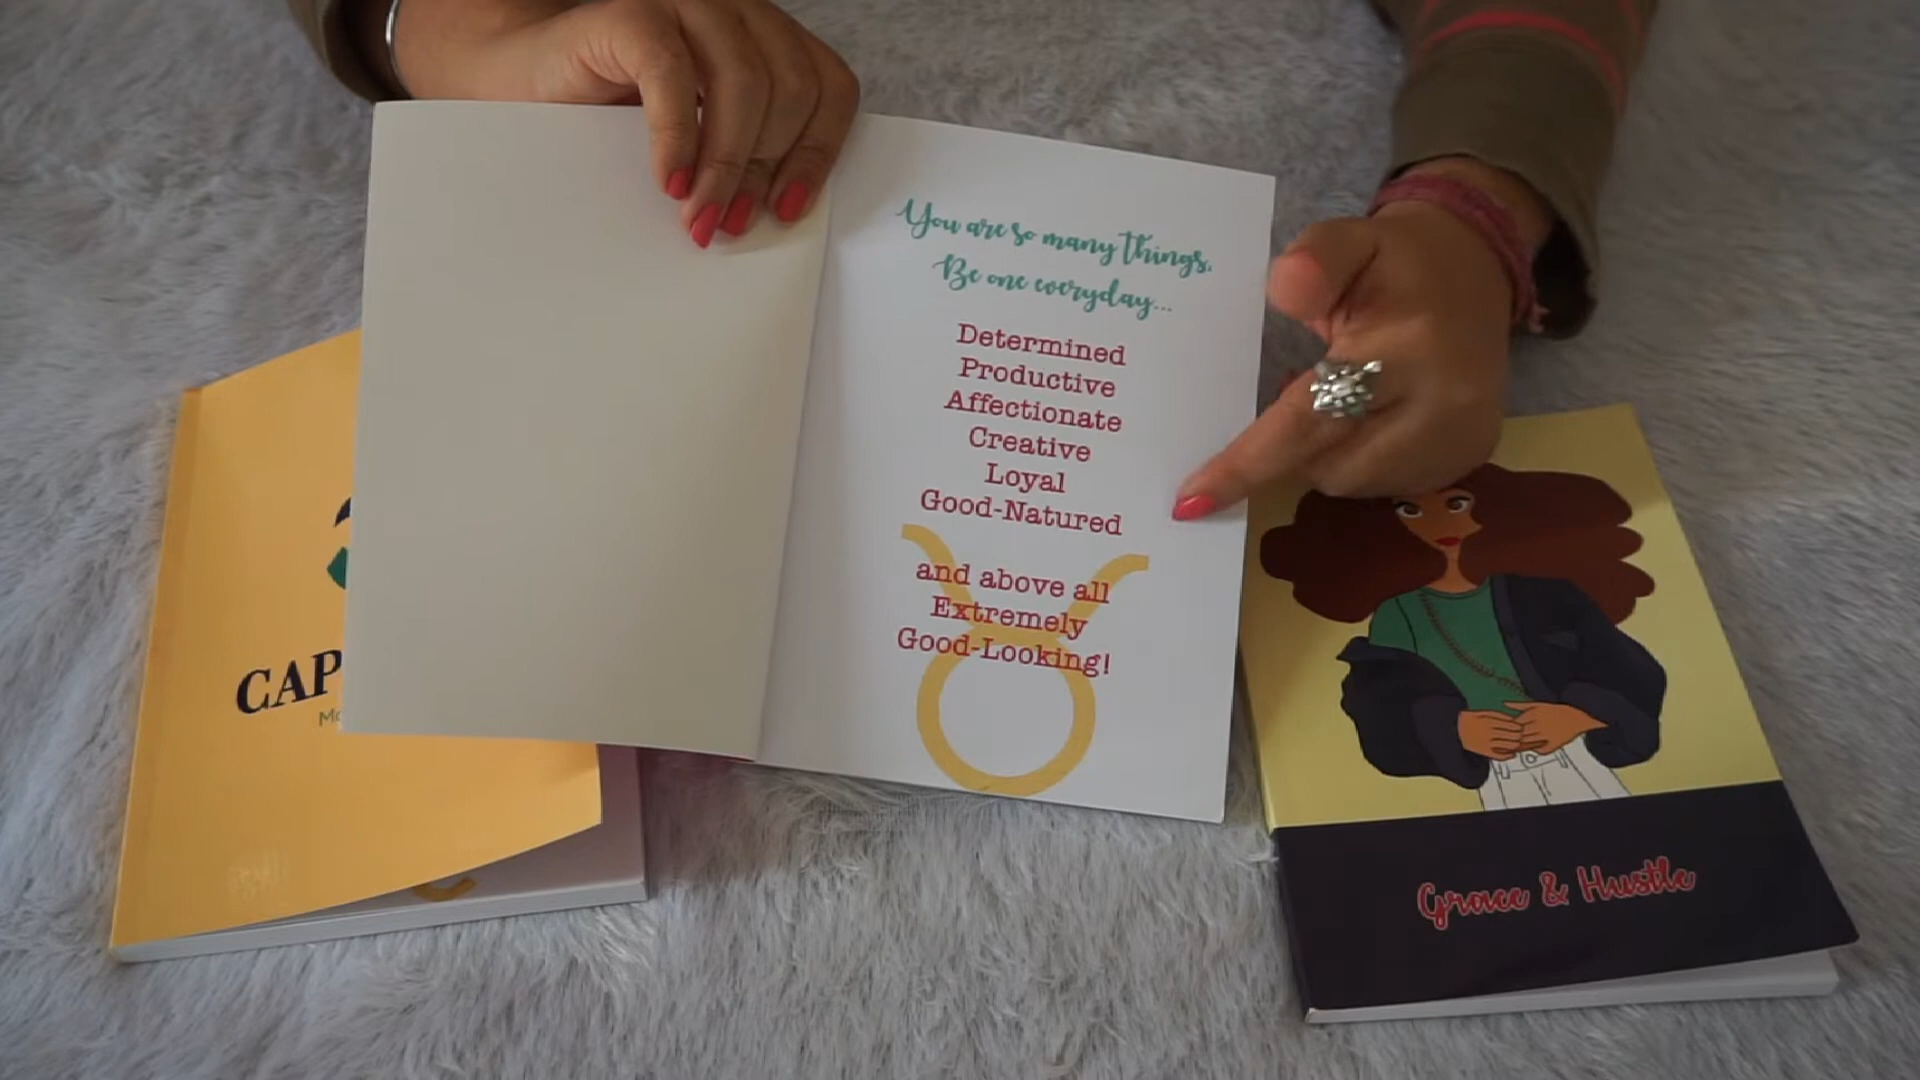 You are so many things,
Be one everyday...
Determined
Productive
Affectionate
Creative
Loyal
Good-Natured
and above all
Extremely
Good-Looking!
CAP
Grace & Hustle